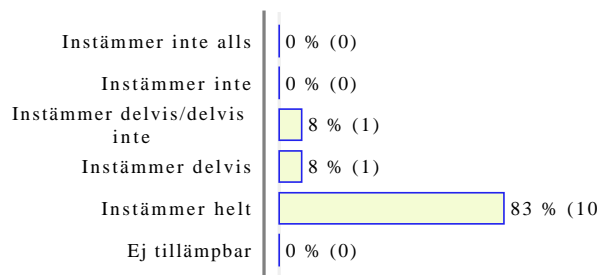 Instämmer inte alls 0 % (0)
Instämmer inte 0 % (0)
Instämmer delvis/delvis
inte 8 % (1)
Instämmer delvis 8 % (1)
Instämmer helt 83 % (10
Ej tillämpbar 0 % (0)